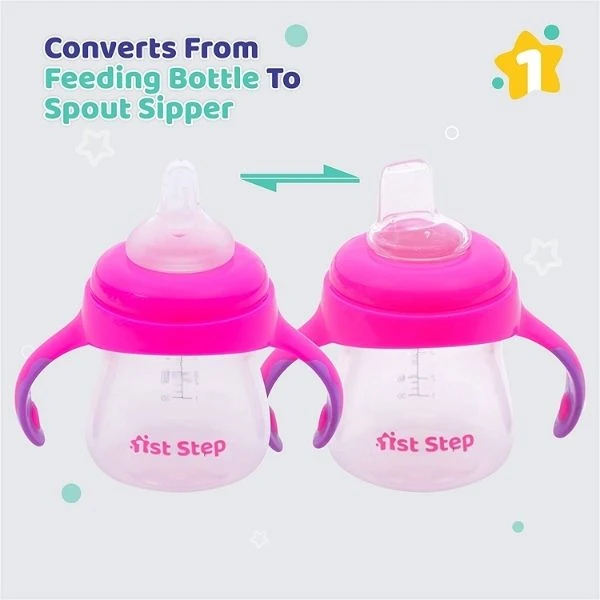 Converts From
Feeding Bottle To
Spout Sipper
1
1st Step
1st Step